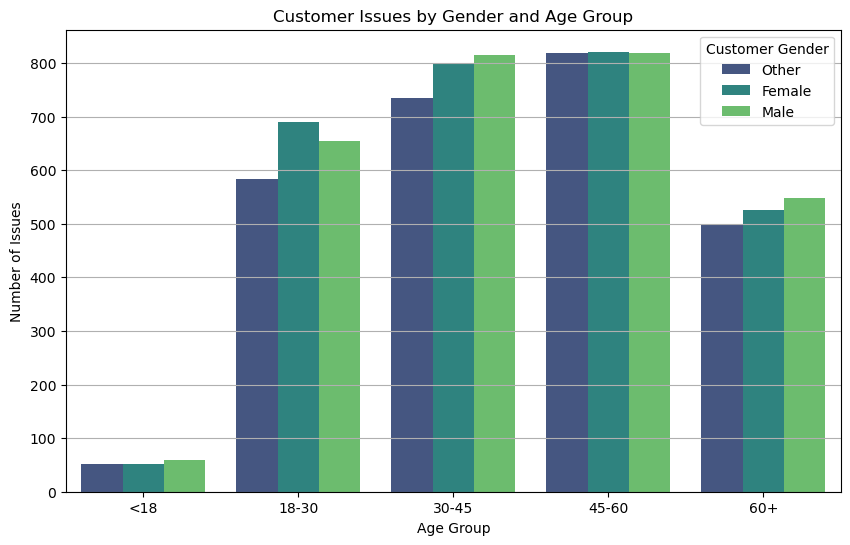 Customer Issues by Gender and Age Group
Customer Gender
Other
Female
Male
Number of Issues
800
700
600
500
400
300
200
100
0
<18 18-30 30-45 45-60 60+
Age Group